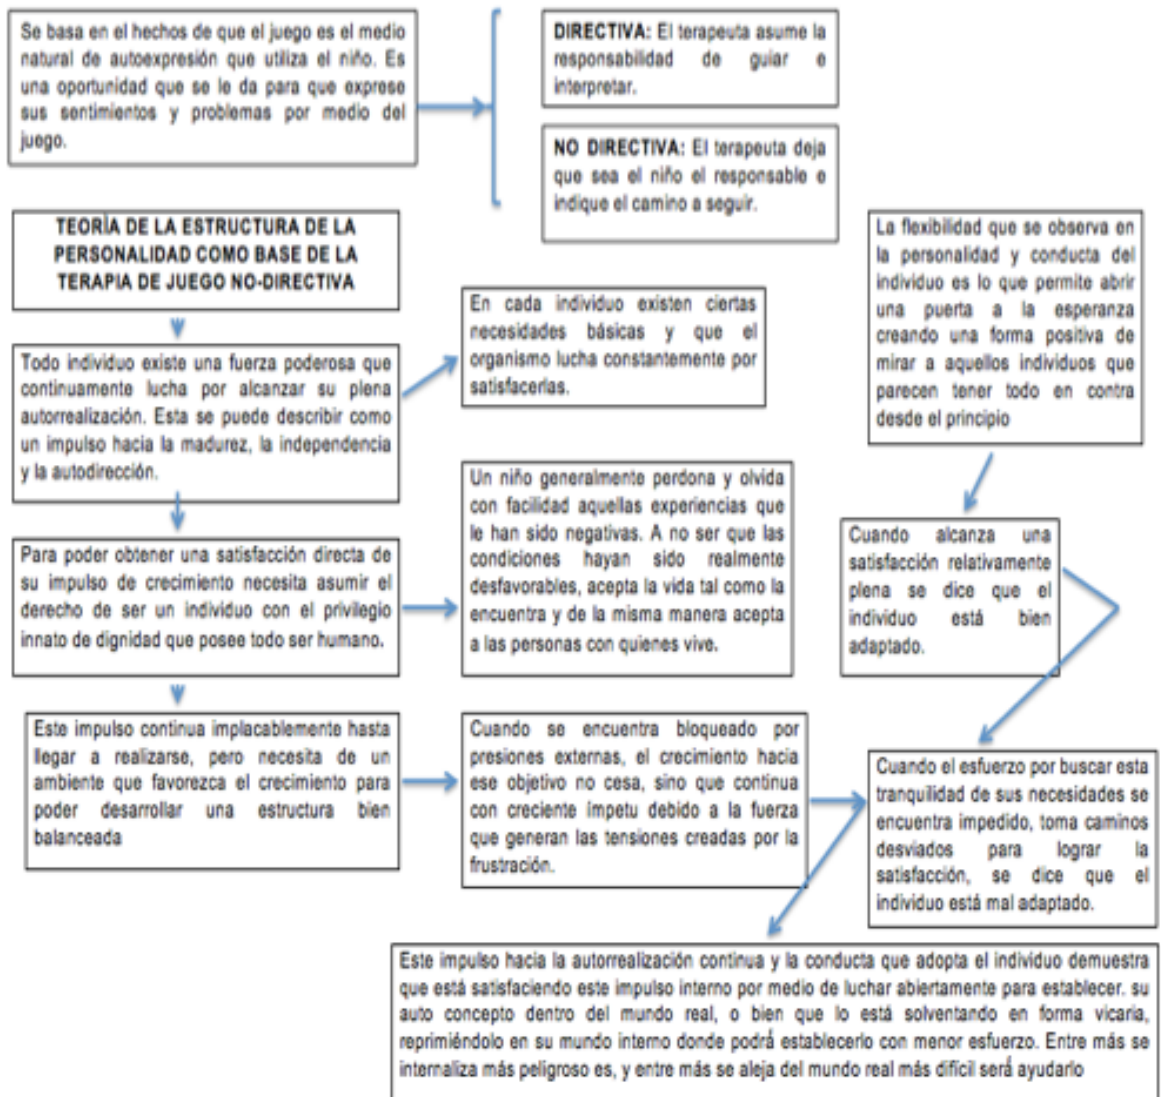 Se basa en el hechos de que el juego es el medio
natural de autoexpresión que utiliza el niño. Es
una oportunidad que se le da para que exprese
sus sentimientos y problemas por medio del
juego.
DIRECTIVA: El terapeuta asume la
responsabilidad de guiar e
interpretar.
NO DIRECTIVA: El terapeuta deja
que sea el niño el responsable e
indique el camino a seguir.
TEORÌA DE LA ESTRUCTURA DE LA
PERSONALIDAD COMO BASE DE LA
TERAPIA DE JUEGO NO-DIRECTIVA
Todo individuo existe una fuerza poderosa que
continuamente lucha por alcanzar su plena
autorrealización. Esta se puede describir como
un impulso hacia la madurez, la independencia
y la autodirección.
En cada individuo existen ciertas
necesidades básicas y que el
organismo lucha constantemente por
satisfacerlas.
Para poder obtener una satisfacción directa de
su impulso de crecimiento necesita asumir el
derecho de ser un individuo con el privilegio
innato de dignidad que posee todo ser humano.
Un niño generalmente perdona y olvida
con facilidad aquellas experiencias que
le han sido negativas. A no ser que las
condiciones hayan sido realmente
desfavorables, acepta la vida tal como la
encuentra y de la misma manera acepta
a las personas con quienes vive.
Este impulso continua implacablemente hasta
llegar a realizarse, pero necesita de un
ambiente que favorezca el crecimiento para
poder desarrollar una estructura bien
balanceada
Cuando se encuentra bloqueado por
presiones externas, el crecimiento hacia
ese objetivo no cesa, sino que continua
con creciente ímpetu debido a la fuerza
que generan las tensiones creadas por la
frustración.
La flexibilidad que se observa en
la personalidad y conducta del
individuo es lo que permite abrir
una puerta a la esperanza
creando una forma positiva de
mirar a aquellos individuos que
parecen tener todo en contra
desde el principio
Cuando alcanza una
satisfacción relativamente
plena se dice que el
individuo está bien
adaptado.
Cuando el esfuerzo por buscar esta
tranquilidad de sus necesidades se
encuentra impedido, toma caminos
desviados para lograr la
satisfacción, se dice que el
individuo está mal adaptado.
Este impulso hacia la autorrealización continua y la conducta que adopta el individuo demuestra
que está satisfaciendo este impulso interno por medio de luchar abiertamente para establecer. su
auto concepto dentro del mundo real, o bien que lo está solventando en forma vicaria,
reprimiéndolo en su mundo interno donde podrá establecerlo con menor esfuerzo. Entre más se
internaliza más peligroso es, y entre más se aleja del mundo real más difícil será ayudarlo